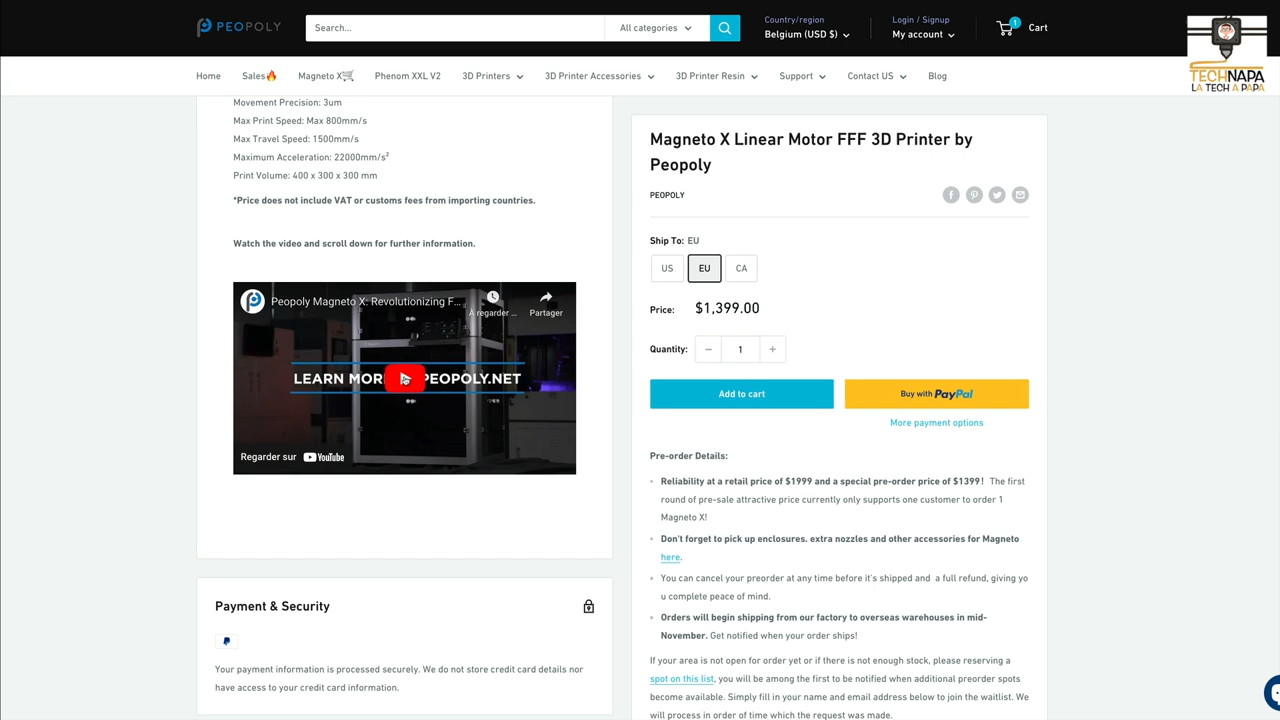 PEOPOLY
Search...
All categories
Country/region
Belgium (USD $)
Login / Signup
My account
1
Cart
TECHNAPA
LA TECH A PAPA
Home
Sales🔥
Magneto X🛒
Phenom XXL V2
3D Printers
3D Printer Accessories
3D Printer Resin
Support
Contact US
Blog
Movement Precision: 3um
Max Print Speed: Max 800mm/s
Max Travel Speed: 1500mm/s
Maximum Acceleration: 22000mm/s²
Print Volume: 400 x 300 x 300 mm
*Price does not include VAT or customs fees from importing countries.
Watch the video and scroll down for further information.
Peopoly Magneto X: Revolutionizing F...
À regarder ...
Partager
LEARN MOR PEOPOLY.NET
Regarder sur YouTube
Payment & Security
Your payment information is processed securely. We do not store credit card details nor
have access to your credit card information.
Magneto X Linear Motor FFF 3D Printer by
Peopoly
PEOPOLY
Ship To: EU
US
EU
CA
Price: $1,399.00
Quantity: − 1 +
Add to cart
Buy with PayPal
More payment options
Pre-order Details:
Reliability at a retail price of $1999 and a special pre-order price of $1399! The first
round of pre-sale attractive price currently only supports one customer to order 1
Magneto X!
Don't forget to pick up enclosures. extra nozzles and other accessories for Magneto
here.
You can cancel your preorder at any time before it's shipped and a full refund, giving yo
u complete peace of mind.
Orders will begin shipping from our factory to overseas warehouses in mid-
November. Get notified when your order ships!
If your area is not open for order yet or if there is not enough stock, please reserving a
spot on this list, you will be among the first to be notified when additional preorder spots
become available. Simply fill in your name and email address below to join the waitlist. We
will process in order of time which the request was made.